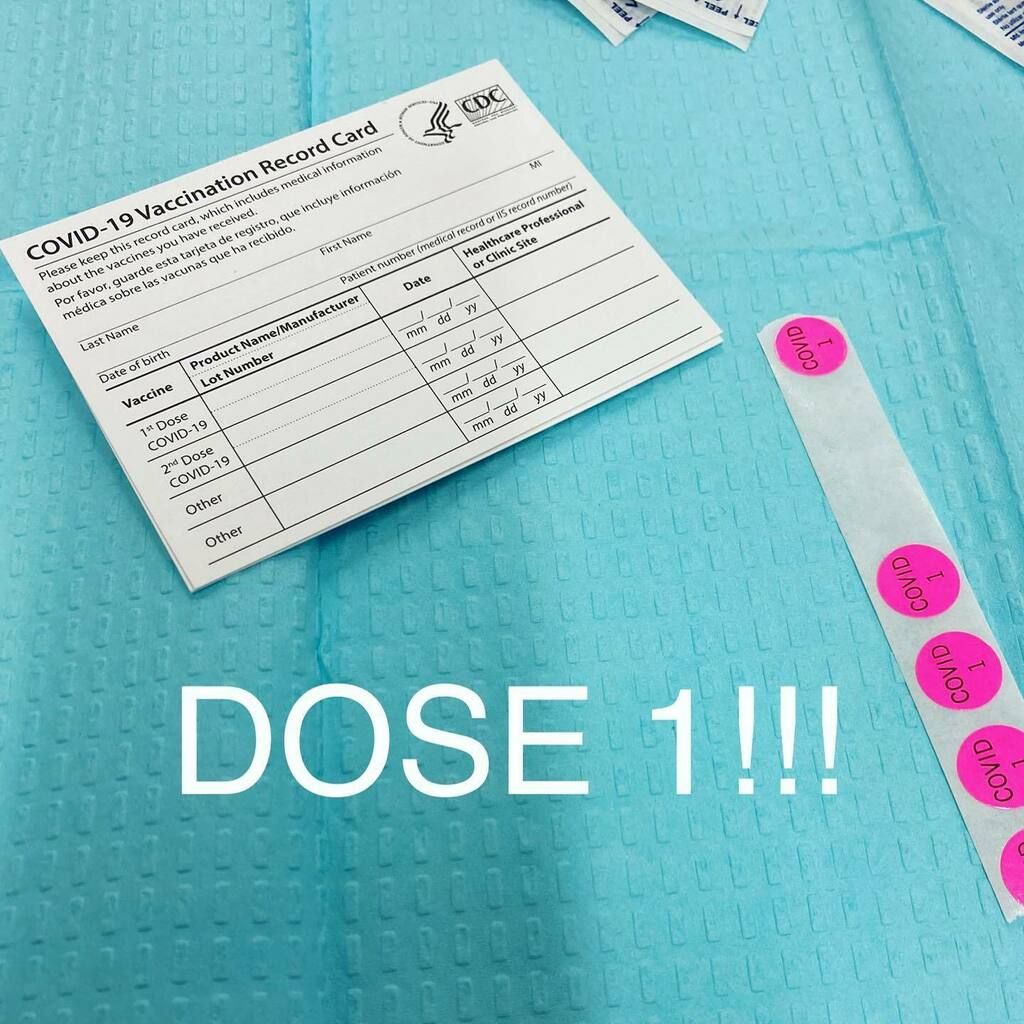 PEEL
PEEL
CDC
COVID-19 Vaccination Record Card
Please keep this record card, which includes medical information
about the vaccines you have received.
Por favor, guarde esta tarjeta de registro, que incluye información
médica sobre las vacunas que ha recibido.
Last Name First Name MI
Date of birth Patient number (medical record or IIS record number)
Vaccine Product Name/Manufacturer Date Healthcare Professional
Lot Number or Clinic Site
1st Dose
COVID-19
mm dd yy
2nd Dose
COVID-19
mm dd yy
Other
mm dd yy
Other
mm dd yy
COVID
1
COVID
1
COVID
1
COVID
1
DOSE 1!!!